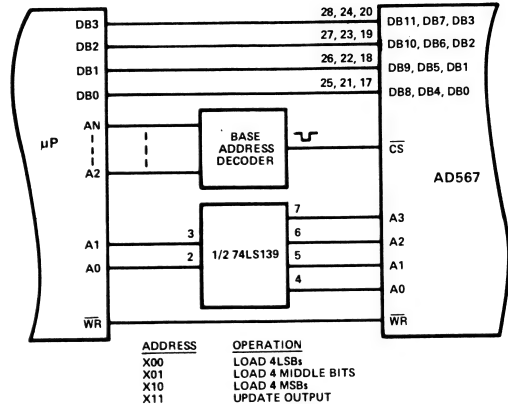 28, 24, 20
DB3 DB11, DB7, DB3
27, 23, 19
DB2 DB10, DB6, DB2
26, 22, 18
DB1 DB9, DB5, DB1
25, 21, 17
DB0 DB8, DB4, DB0
AN
μP
BASE
ADDRESS
DECODER
CS
A2
AD567
7
A3
3
6
A1
A2
2
1/2 74LS139
5
A0
A1
4
A0
WR WR
ADDRESS OPERATION
X00 LOAD 4LSBs
X01 LOAD 4 MIDDLE BITS
X10 LOAD 4 MSBs
X11 UPDATE OUTPUT